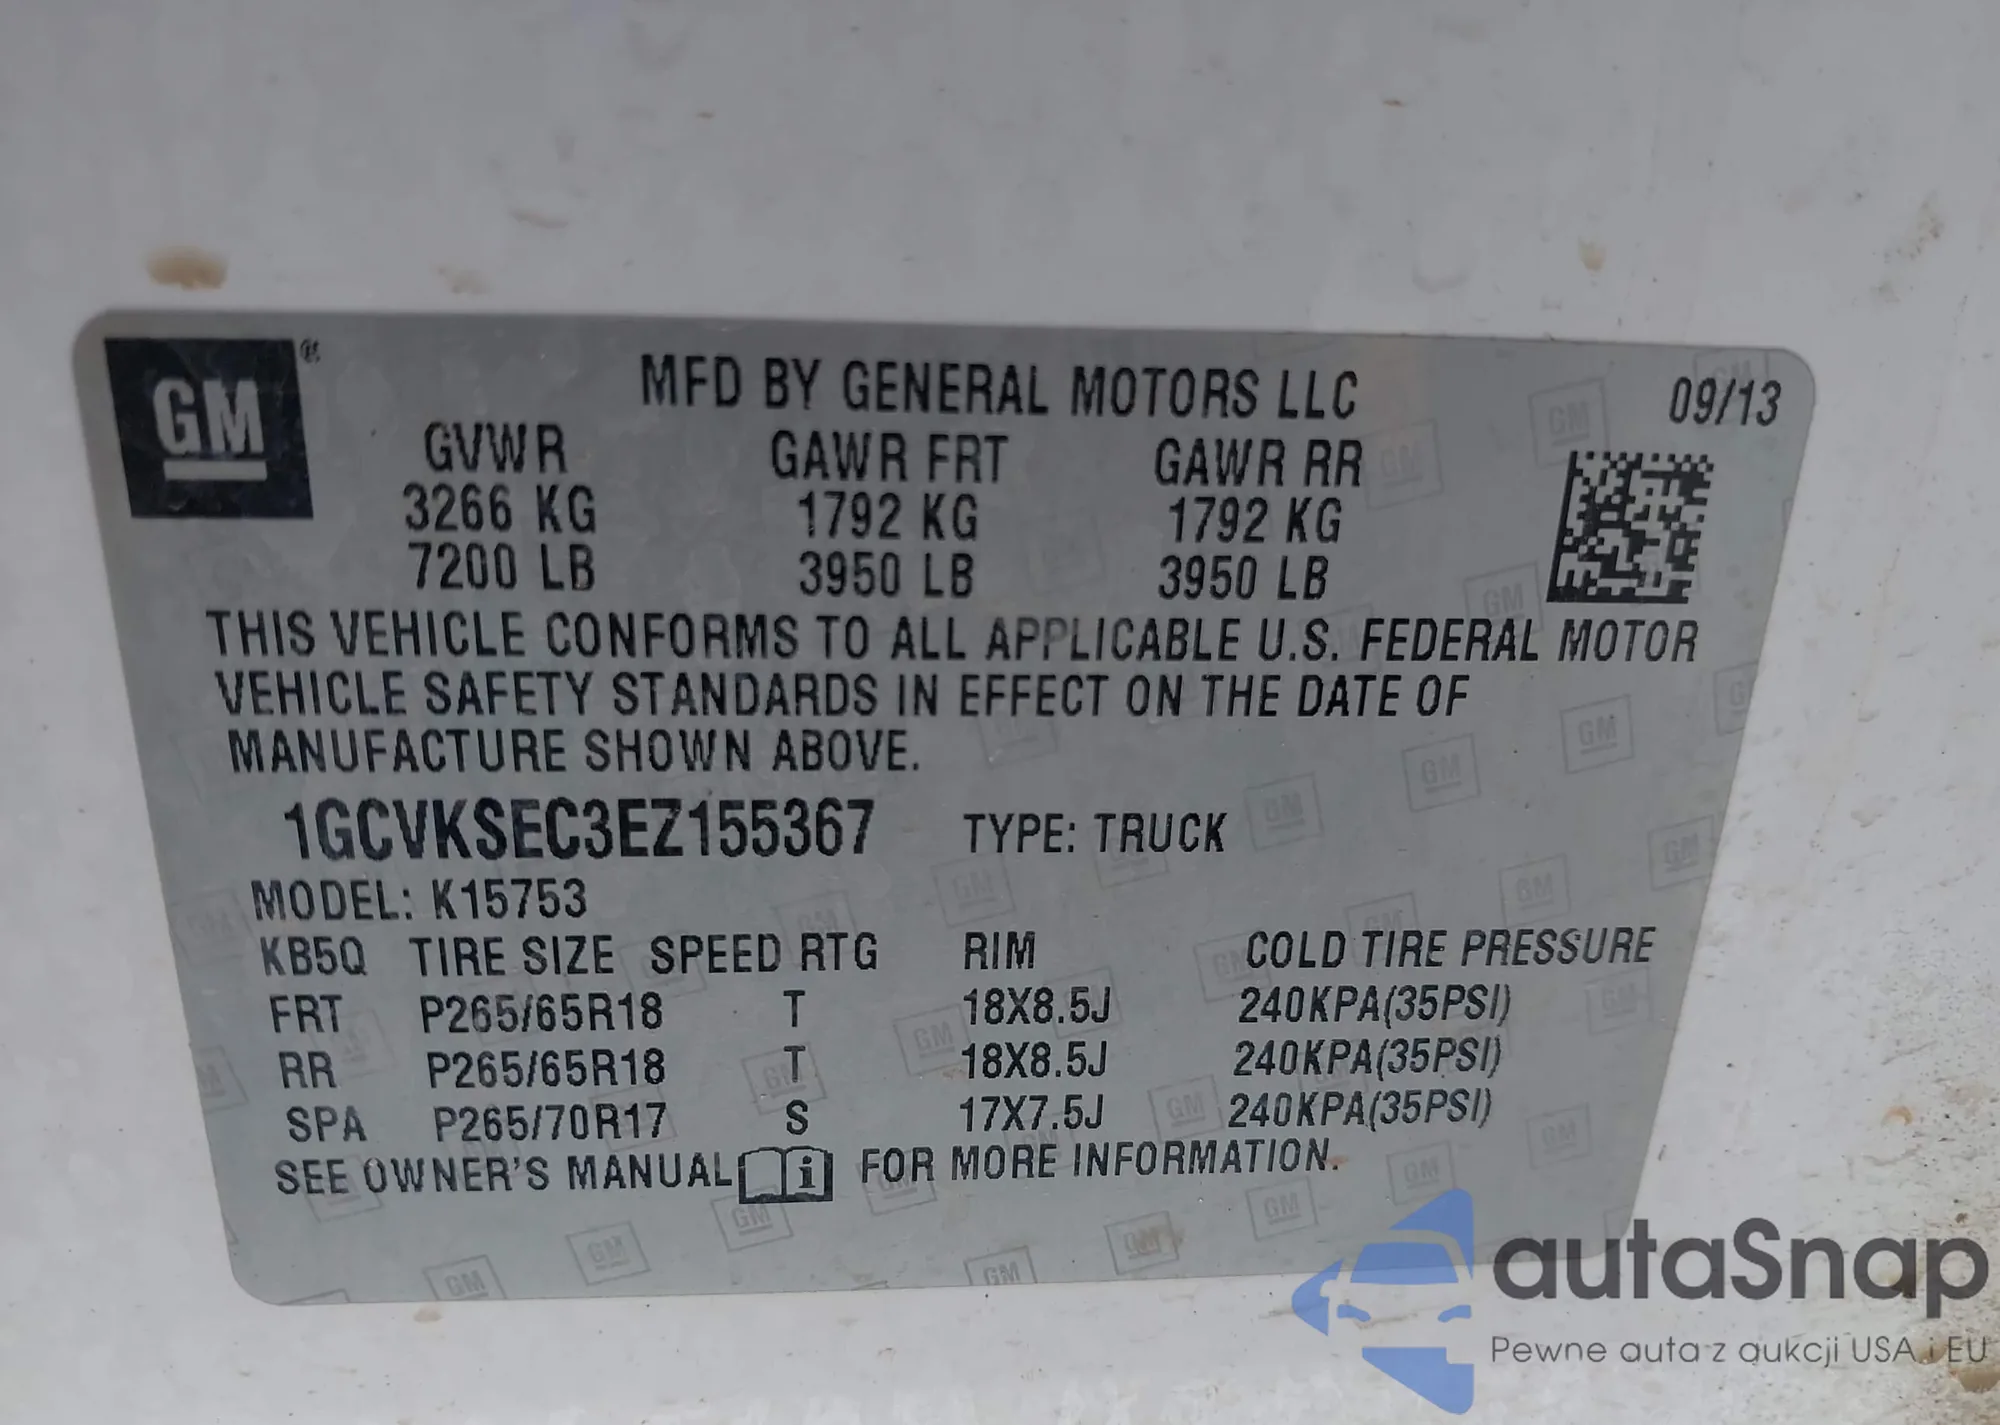 GM®
MFD BY GENERAL MOTORS LLC 09/13
GVWR GAWR FRT GAWR RR
3266 KG 1792 KG 1792 KG
7200 LB 3950 LB 3950 LB
THIS VEHICLE CONFORMS TO ALL APPLICABLE U.S. FEDERAL MOTOR
VEHICLE SAFETY STANDARDS IN EFFECT ON THE DATE OF
MANUFACTURE SHOWN ABOVE.
1GCVKSEC3EZ155367 TYPE: TRUCK
MODEL: K15753
KB5Q TIRE SIZE SPEED RTG RIM COLD TIRE PRESSURE
FRT P265/65R18 T 18X8.5J 240KPA(35PSI)
RR P265/65R18 T 18X8.5J 240KPA(35PSI)
SPA P265/70R17 S 17X7.5J 240KPA(35PSI)
SEE OWNER'S MANUAL i FOR MORE INFORMATION.
autaSnap
Pewne auta z aukcji USA i EU